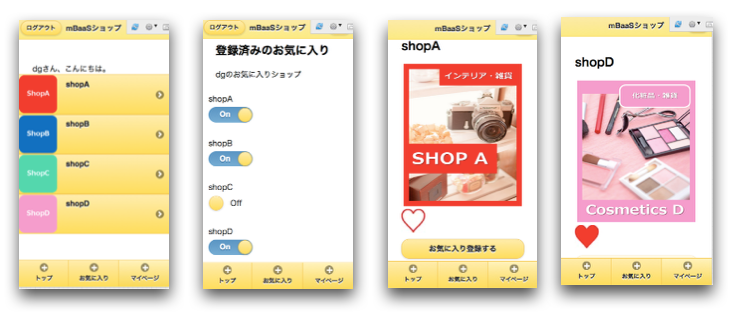 ログアウト mBaaSショップ
dgさん、こんにちは。
ShopA shopA
ShopB shopB
ShopC shopC
ShopD shopD
トップ お気に入り マイページ
ログアウト mBaaSショップ
登録済みのお気に入り
dgのお気に入りショップ
shopA
On
shopB
On
shopC
Off
shopD
On
トップ お気に入り マイページ
mBaaSショップ
shopA
インテリア・雑貨
SHOP A
お気に入り登録する
トップ お気に入り マイページ
mBaaSショップ
shopD
化粧品・雑貨
Cosmetics D
トップ お気に入り マイページ